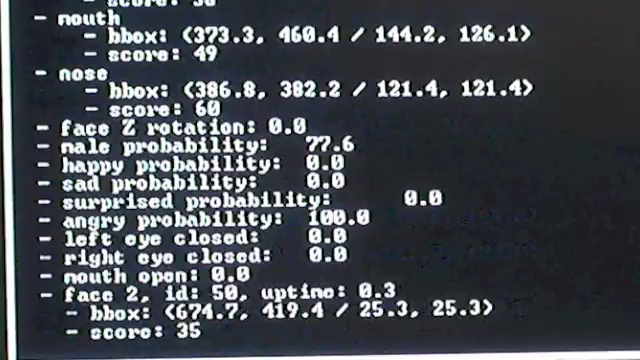 score: 50
- mouth
- bbox: (373.3, 460.4 / 144.2, 126.1)
- score: 49
- nose
- bbox: (386.8, 382.2 / 121.4, 121.4)
- score: 60
- face Z rotation: 0.0
- male probability: 77.6
- happy probability: 0.0
- sad probability: 0.0
- surprised probability: 0.0
- angry probability: 100.0
- left eye closed: 0.0
- right eye closed: 0.0
- mouth open: 0.0
- face 2, id: 50, uptime: 0.3
- bbox: (674.7, 419.4 / 25.3, 25.3)
- score: 35